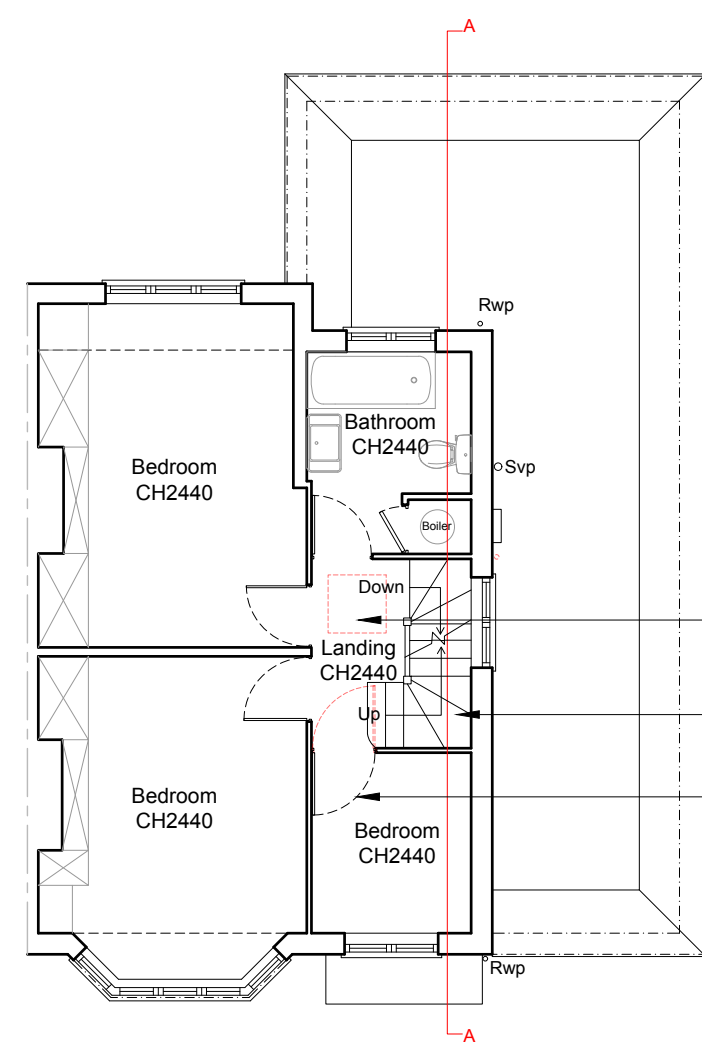 A
Rwp
Bathroom
CH2440
Bedroom
CH2440
Svp
Boiler
Down
Landing
CH2440
Up
Bedroom
CH2440
Bedroom
CH2440
Rwp
A